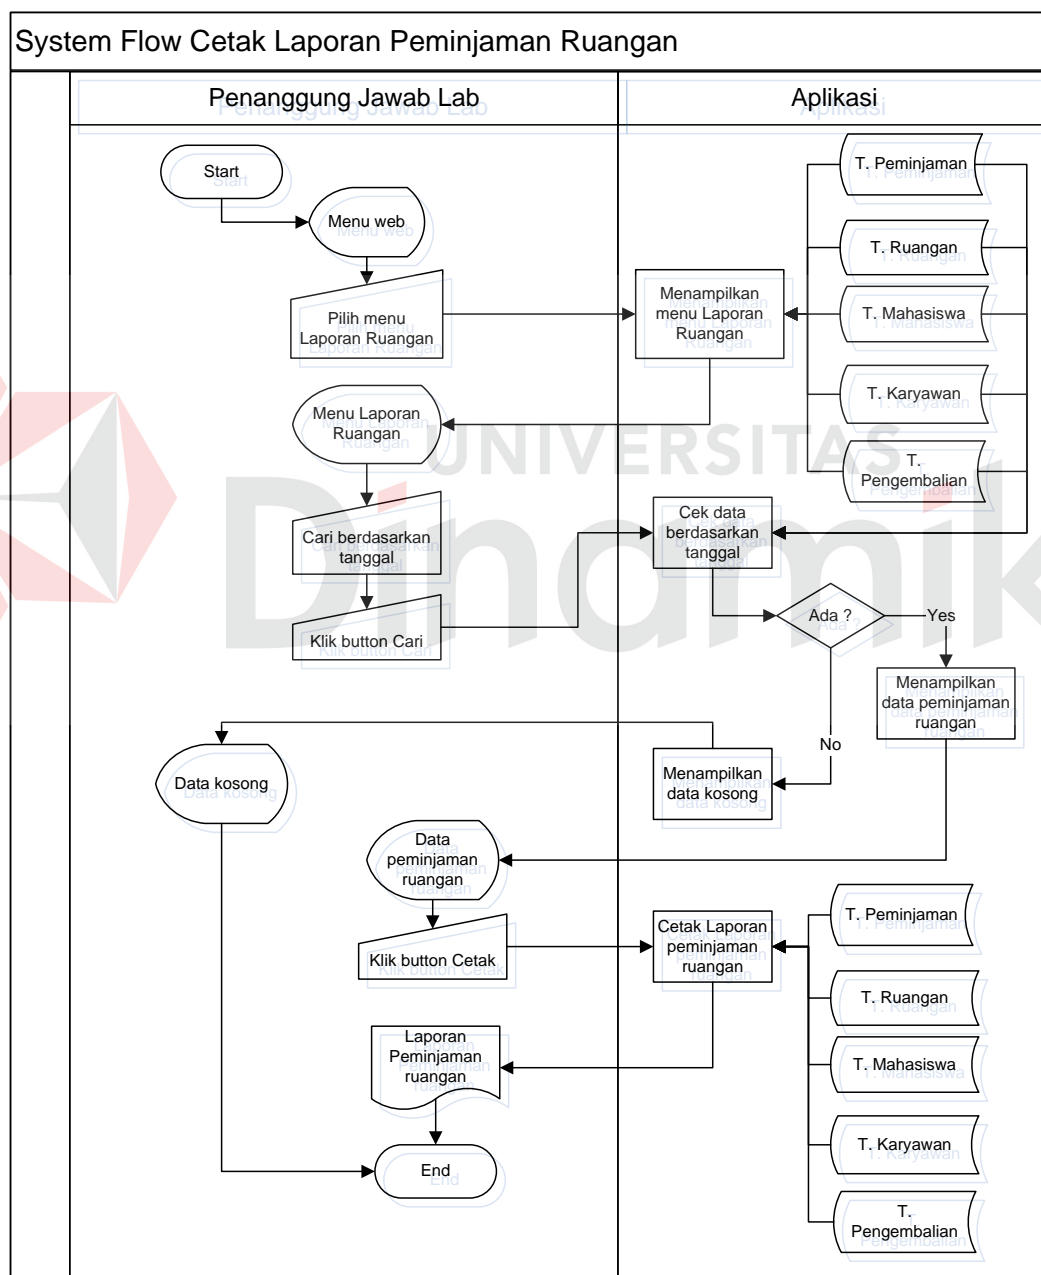 System Flow Cetak Laporan Peminjaman Ruangan
Penanggung Jawab Lab
Aplikasi
Start
T. Peminjaman
Menu web
T. Ruangan
Pilih menu
Laporan Ruangan
Menampilkan
menu Laporan
Ruangan
T. Mahasiswa
T. Karyawan
Menu Laporan
Ruangan
UNIVERSITAS
Dinamik
T.
Pengembalian
Cari berdasarkan
tanggal
Cek data
berdasarkan
tanggal
Klik button Cari
Ada ?
Yes
Menampilkan
data peminjaman
ruangan
No
Data kosong
Menampilkan
data kosong
Data
peminjaman
ruangan
Klik button Cetak
Cetak Laporan
peminjaman
ruangan
T. Peminjaman
T. Ruangan
Laporan
Peminjaman
ruangan
T. Mahasiswa
T. Karyawan
End
T.
Pengembalian